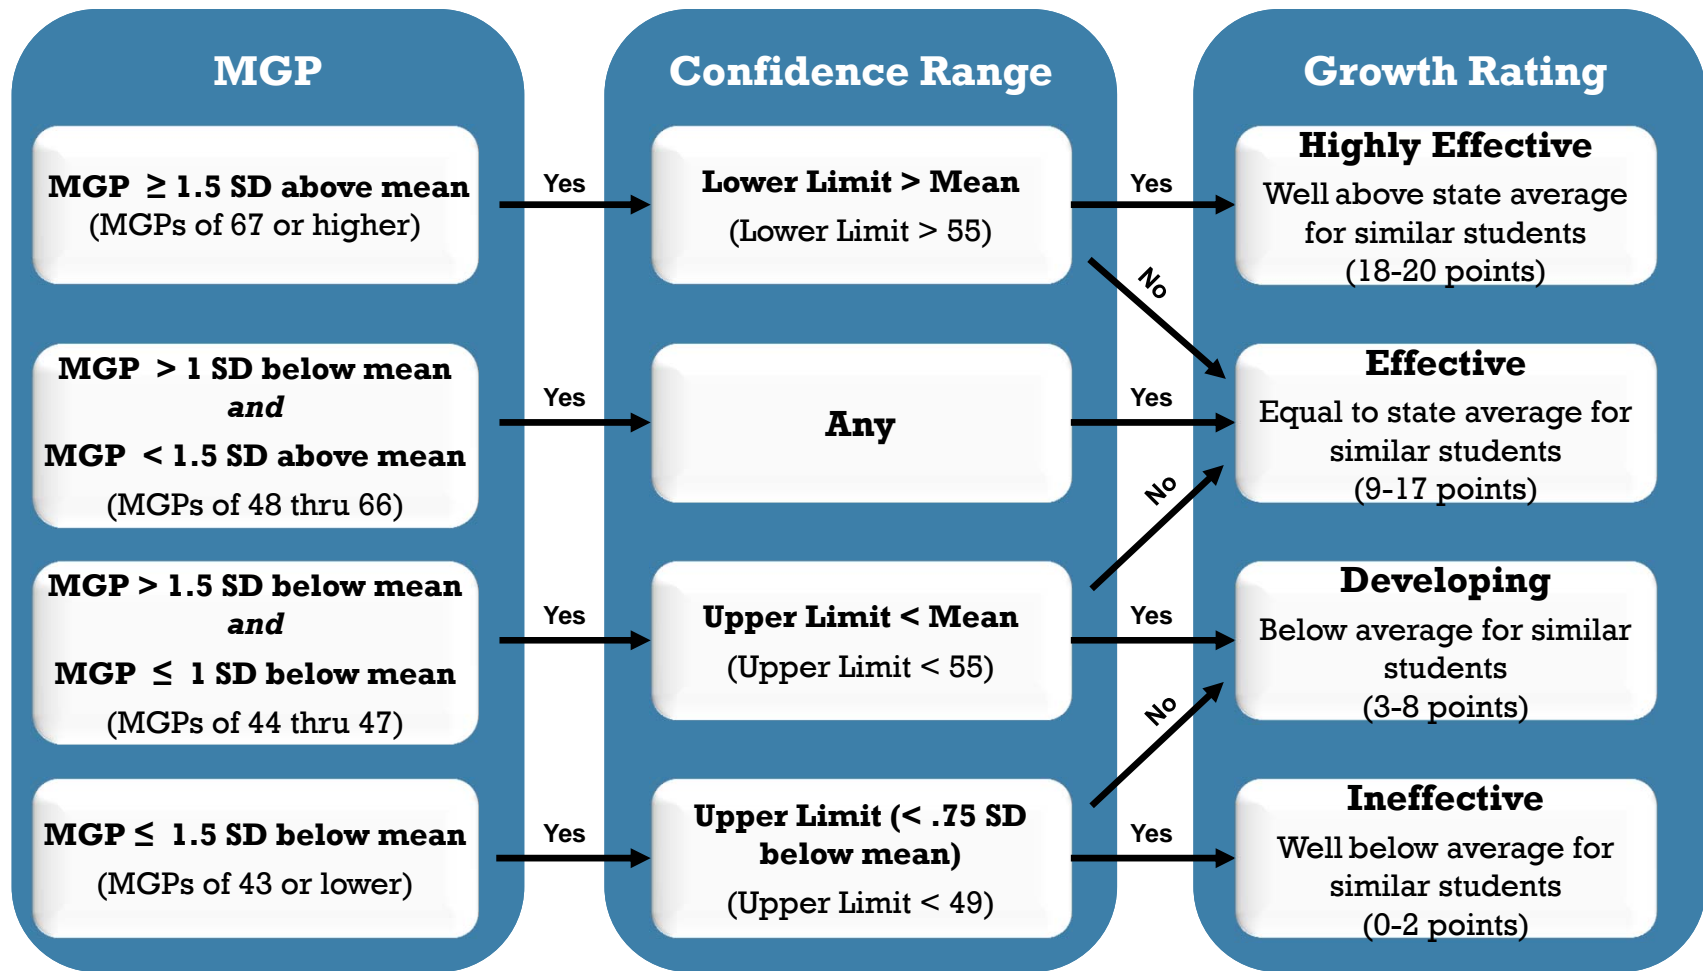 MGP
MGP ≥ 1.5 SD above mean
(MGPs of 67 or higher)
MGP > 1 SD below mean
and
MGP < 1.5 SD above mean
(MGPs of 48 thru 66)
MGP > 1.5 SD below mean
and
MGP ≤ 1 SD below mean
(MGPs of 44 thru 47)
MGP ≤ 1.5 SD below mean
(MGPs of 43 or lower)
Yes
Yes
Yes
Yes
Confidence Range
Lower Limit > Mean
(Lower Limit > 55)
Any
Upper Limit < Mean
(Upper Limit < 55)
Upper Limit (< .75 SD
below mean)
(Upper Limit < 49)
Yes
No
Yes
No
Yes
No
Yes
Growth Rating
Highly Effective
Well above state average
for similar students
(18-20 points)
Effective
Equal to state average for
similar students
(9-17 points)
Developing
Below average for similar
students
(3-8 points)
Ineffective
Well below average for
similar students
(0-2 points)